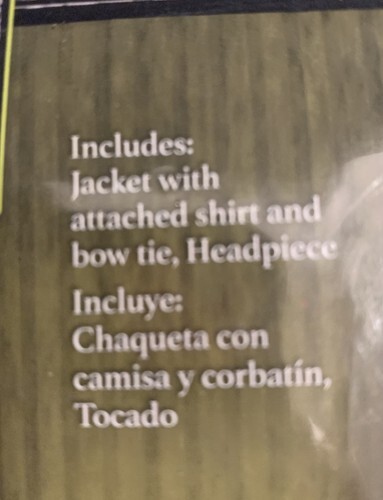 Includes:
Jacket with
attached shirt and
bow tie, Headpiece
Incluye:
Chaqueta con
camisa y corbatín,
Tocado